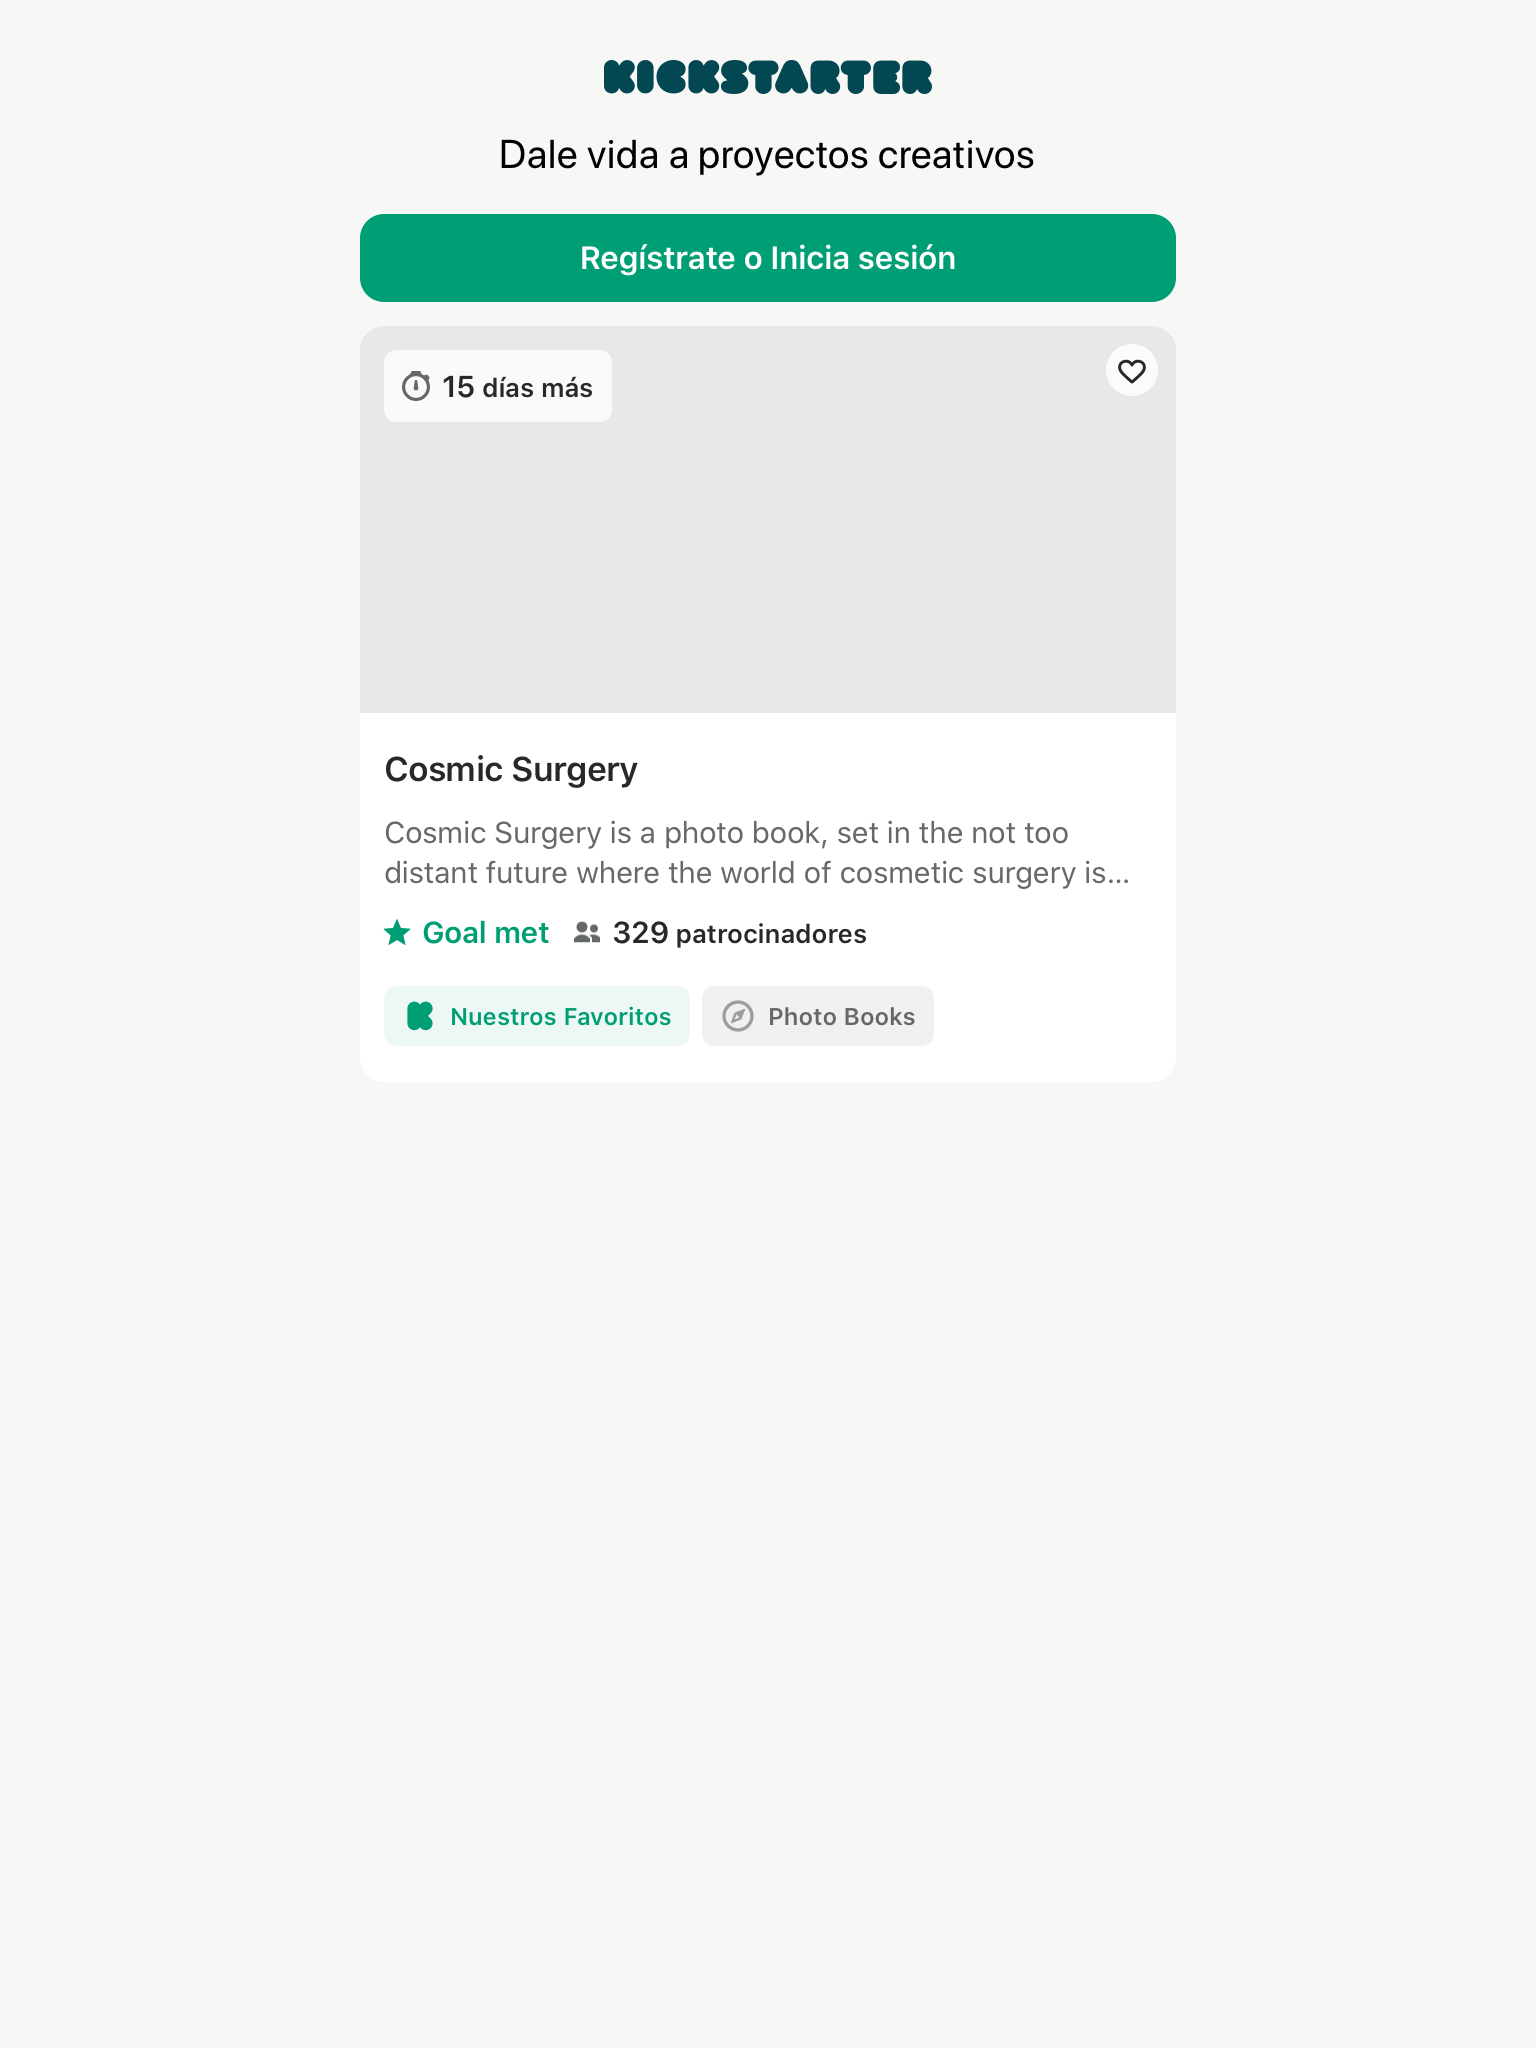 KICKSTARTER
Dale vida a proyectos creativos
Regístrate o Inicia sesión
15 días más
Cosmic Surgery
Cosmic Surgery is a photo book, set in the not too
distant future where the world of cosmetic surgery is...
Goal met 329 patrocinadores
Nuestros Favoritos Photo Books